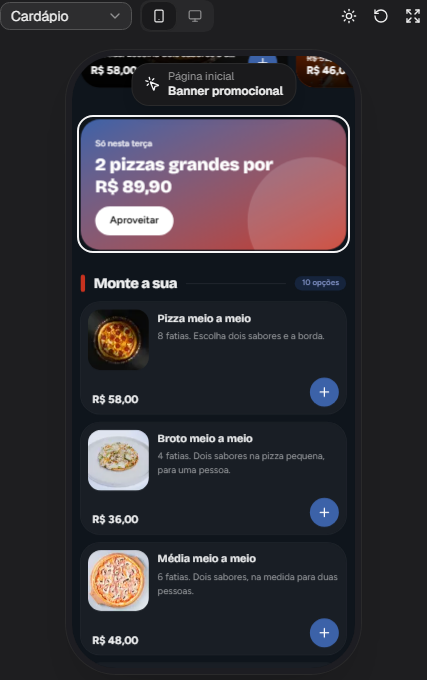 Cardápio
R$ 58,00
Página inicial
Banner promocional
Só nesta terça
2 pizzas grandes por
R$ 89,90
Aproveitar
Monte a sua
10 opções
Pizza meio a meio
8 fatias. Escolha dois sabores e a borda.
R$ 58,00
Broto meio a meio
4 fatias. Dois sabores na pizza pequena,
para uma pessoa.
R$ 36,00
Média meio a meio
6 fatias. Dois sabores, na medida para duas
pessoas.
R$ 48,00